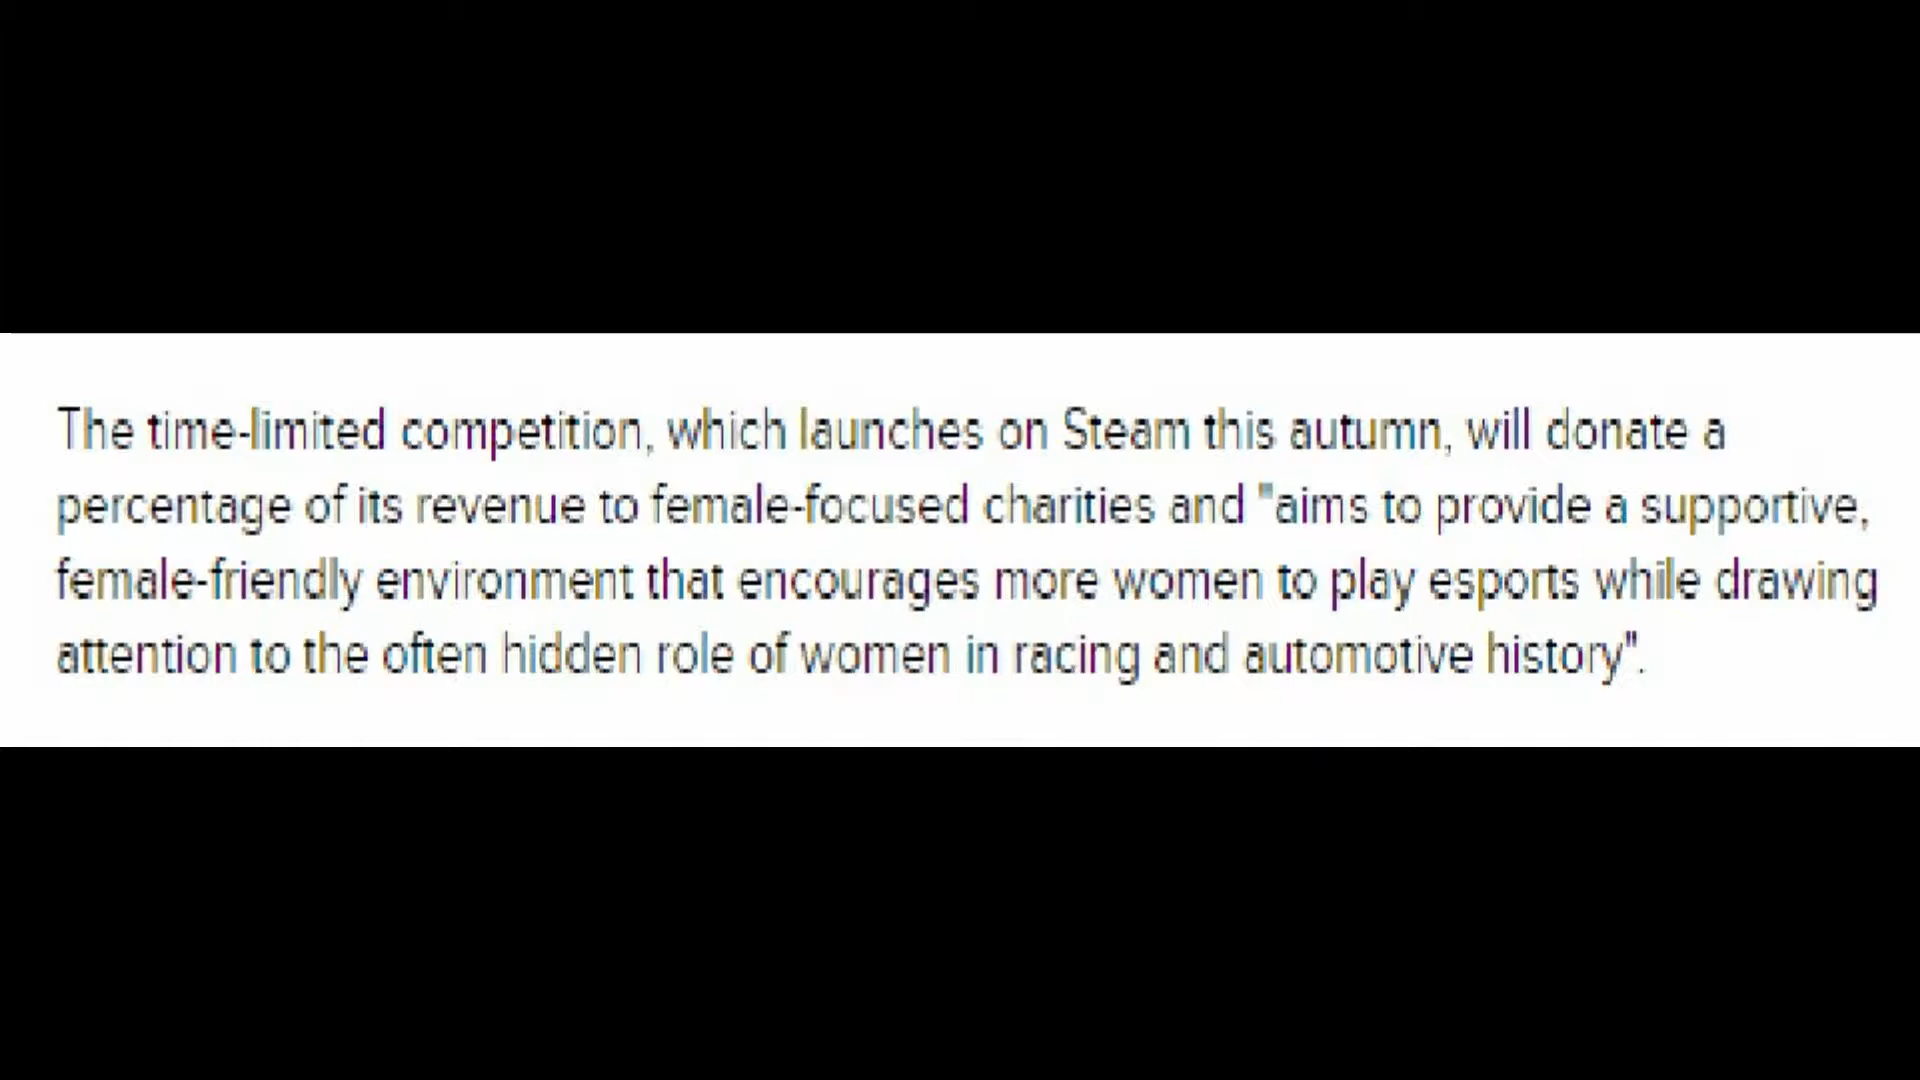 The time-limited competition, which launches on Steam this autumn, will donate a
percentage of its revenue to female-focused charities and "aims to provide a supportive,
female-friendly environment that encourages more women to play esports while drawing
attention to the often hidden role of women in racing and automotive history".